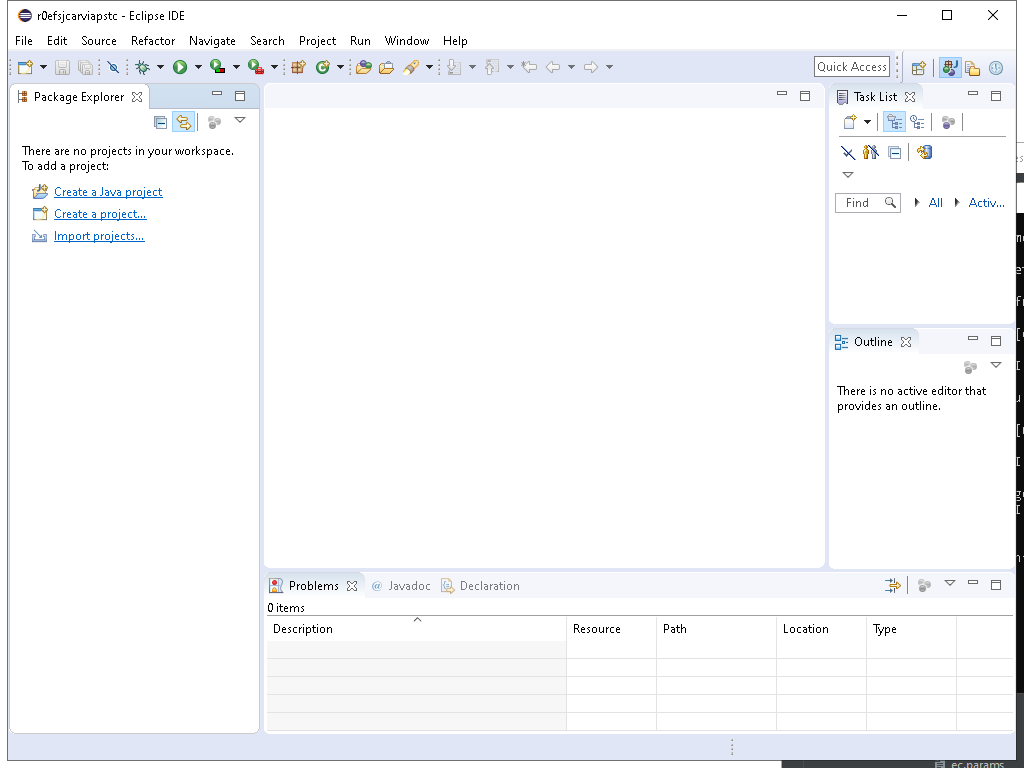 r0efsjcarviapstc - Eclipse IDE
File Edit Source Refactor Navigate Search Project Run Window Help
Quick Access
Package Explorer
Task List
There are no projects in your workspace.
To add a project:
Create a Java project
Create a project...
Import projects...
Find All Activ...
Outline
There is no active editor that
provides an outline.
Problems @ Javadoc Declaration
0 items
Description Resource Path Location Type
ec.params